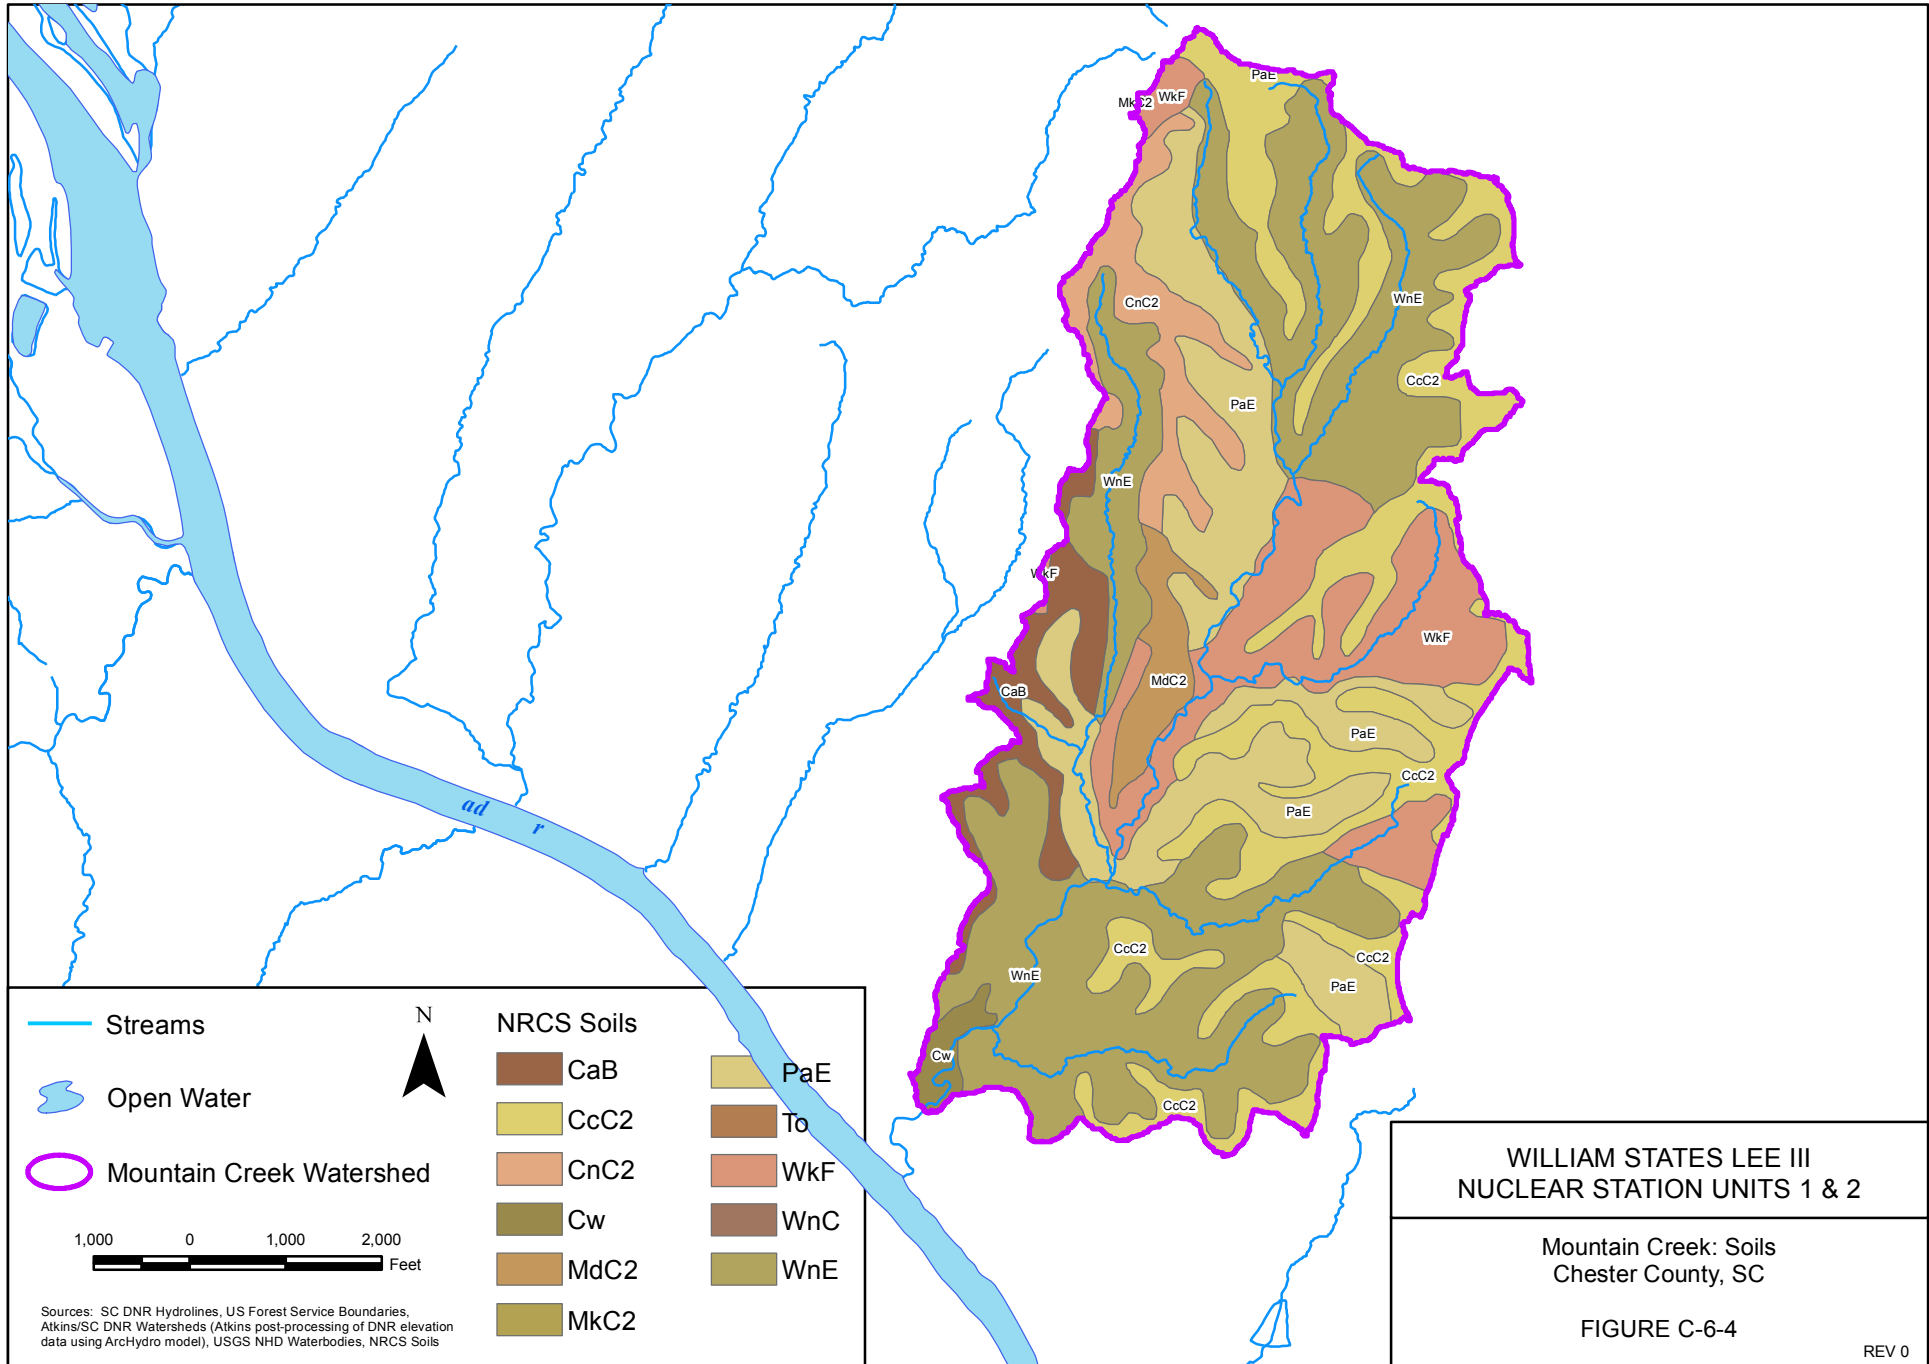 PaE
MkC2
WkF
CnC2
WnE
CcC2
PaE
WnE
WkF
WkF
CaB
MdC2
PaE
CcC2
PaE
CcC2
CcC2
WnE
PaE
Cw
CcC2
ad
r
Streams
Open Water
Mountain Creek Watershed
N
1,000 0 1,000 2,000
Feet
Sources: SC DNR Hydrolines, US Forest Service Boundaries,
Atkins/SC DNR Watersheds (Atkins post-processing of DNR elevation
data using ArcHydro model), USGS NHD Waterbodies, NRCS Soils
NRCS Soils
CaB
CcC2
CnC2
Cw
MdC2
MkC2
PaE
To
WkF
WnC
WnE
WILLIAM STATES LEE III
NUCLEAR STATION UNITS 1 & 2
Mountain Creek: Soils
Chester County, SC
FIGURE C-6-4
REV 0